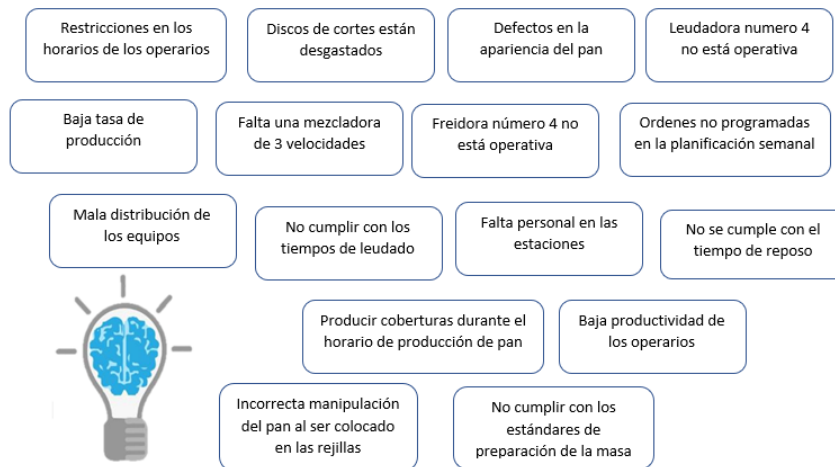 Restricciones en los
horarios de los operarios
Discos de cortes están
desgastados
Defectos en la
apariencia del pan
Leudadora numero 4
no está operativa
Baja tasa de
producción
Falta una mezcladora
de 3 velocidades
Freidora número 4 no
está operativa
Ordenes no programadas
en la planificación semanal
Mala distribución de
los equipos
No cumplir con los
tiempos de leudado
Falta personal en las
estaciones
No se cumple con el
tiempo de reposo
Producir coberturas durante el
horario de producción de pan
Baja productividad de
los operarios
Incorrecta manipulación
del pan al ser colocado
en las rejillas
No cumplir con los
estándares de
preparación de la masa